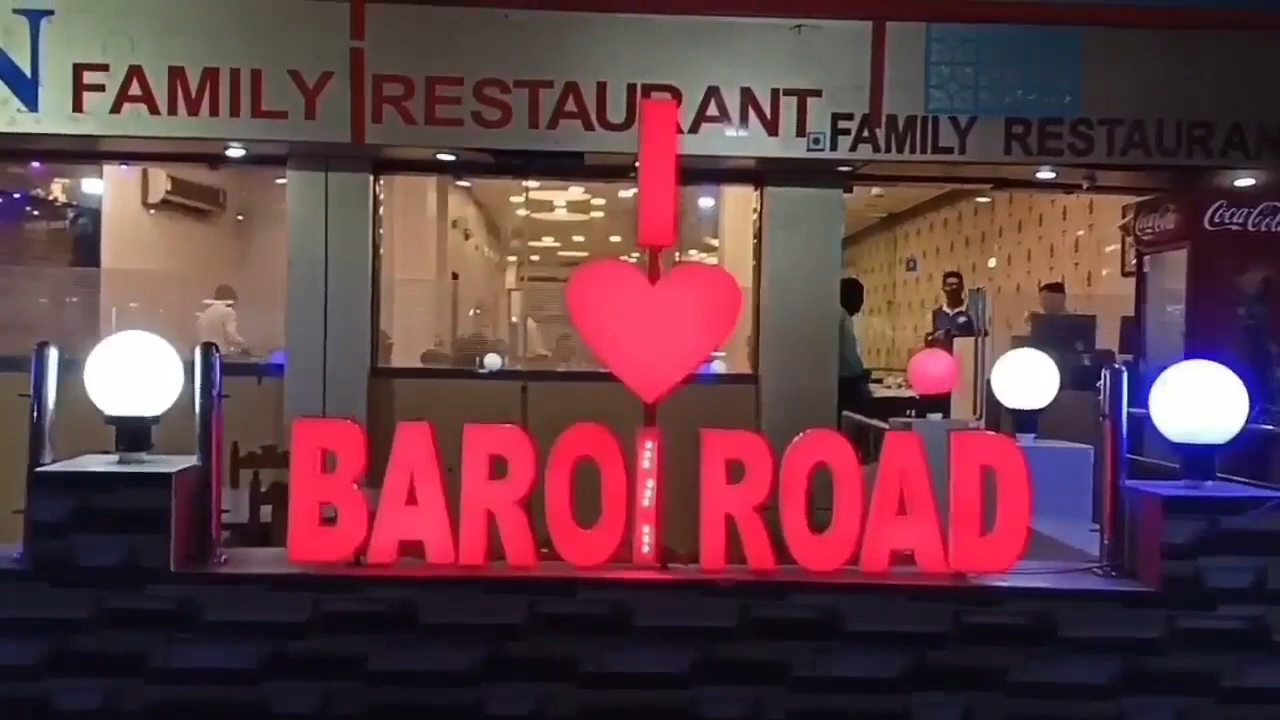 N FAMILY RESTAURANT
FAMILY RESTAURAN
Coca-Cola
Coca-Cola
I
BAROI ROAD